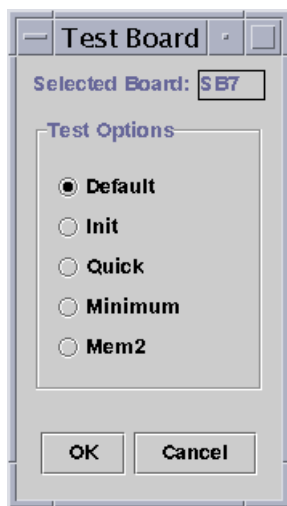 Test Board
Selected Board: SB7
Test Options
Default
Init
Quick
Minimum
Mem2
OK Cancel